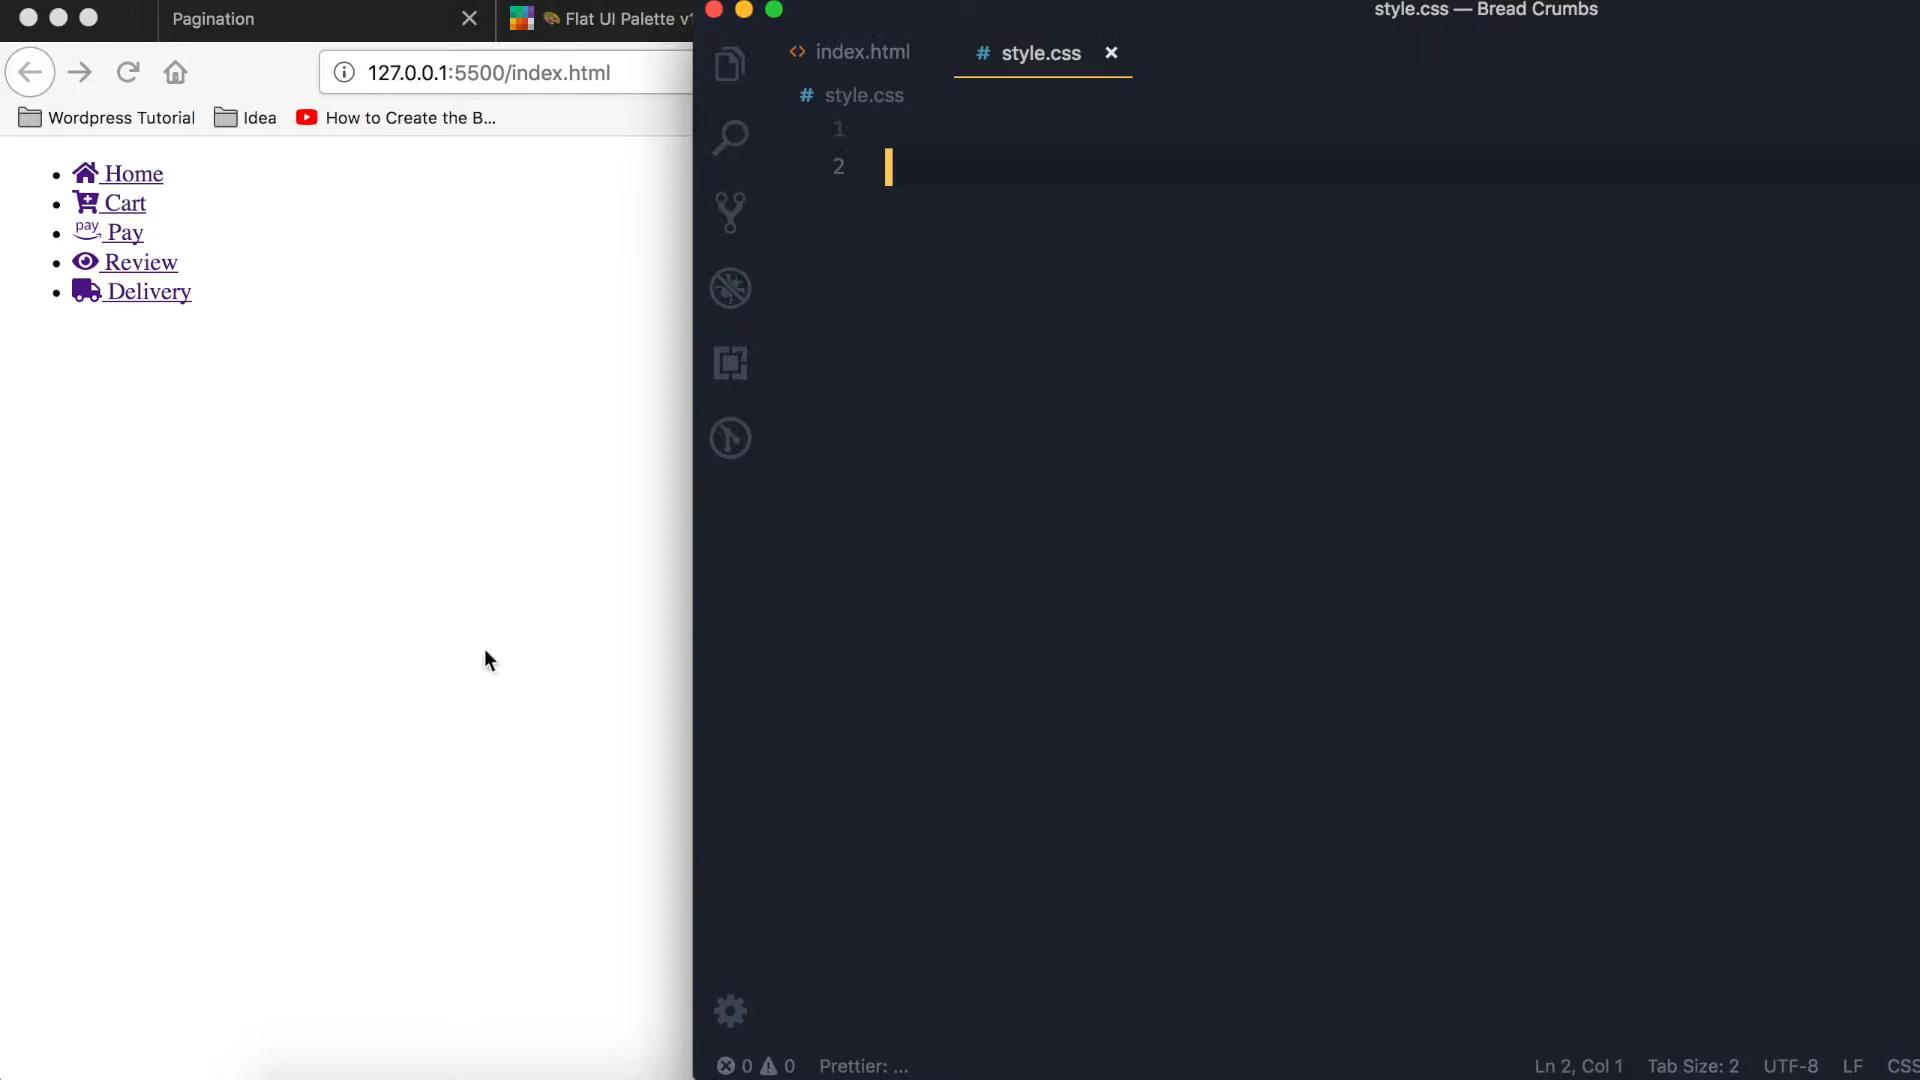 Pagination
Flat UI Palette v1
127.0.0.1:5500/index.html
Wordpress Tutorial
Idea
How to Create the B...
Home
Cart
pay Pay
Review
Delivery
style.css — Bread Crumbs
index.html
# style.css
# style.css
1
2
0 0 Prettier: ...
Ln 2, Col 1 Tab Size: 2 UTF-8 LF CSS